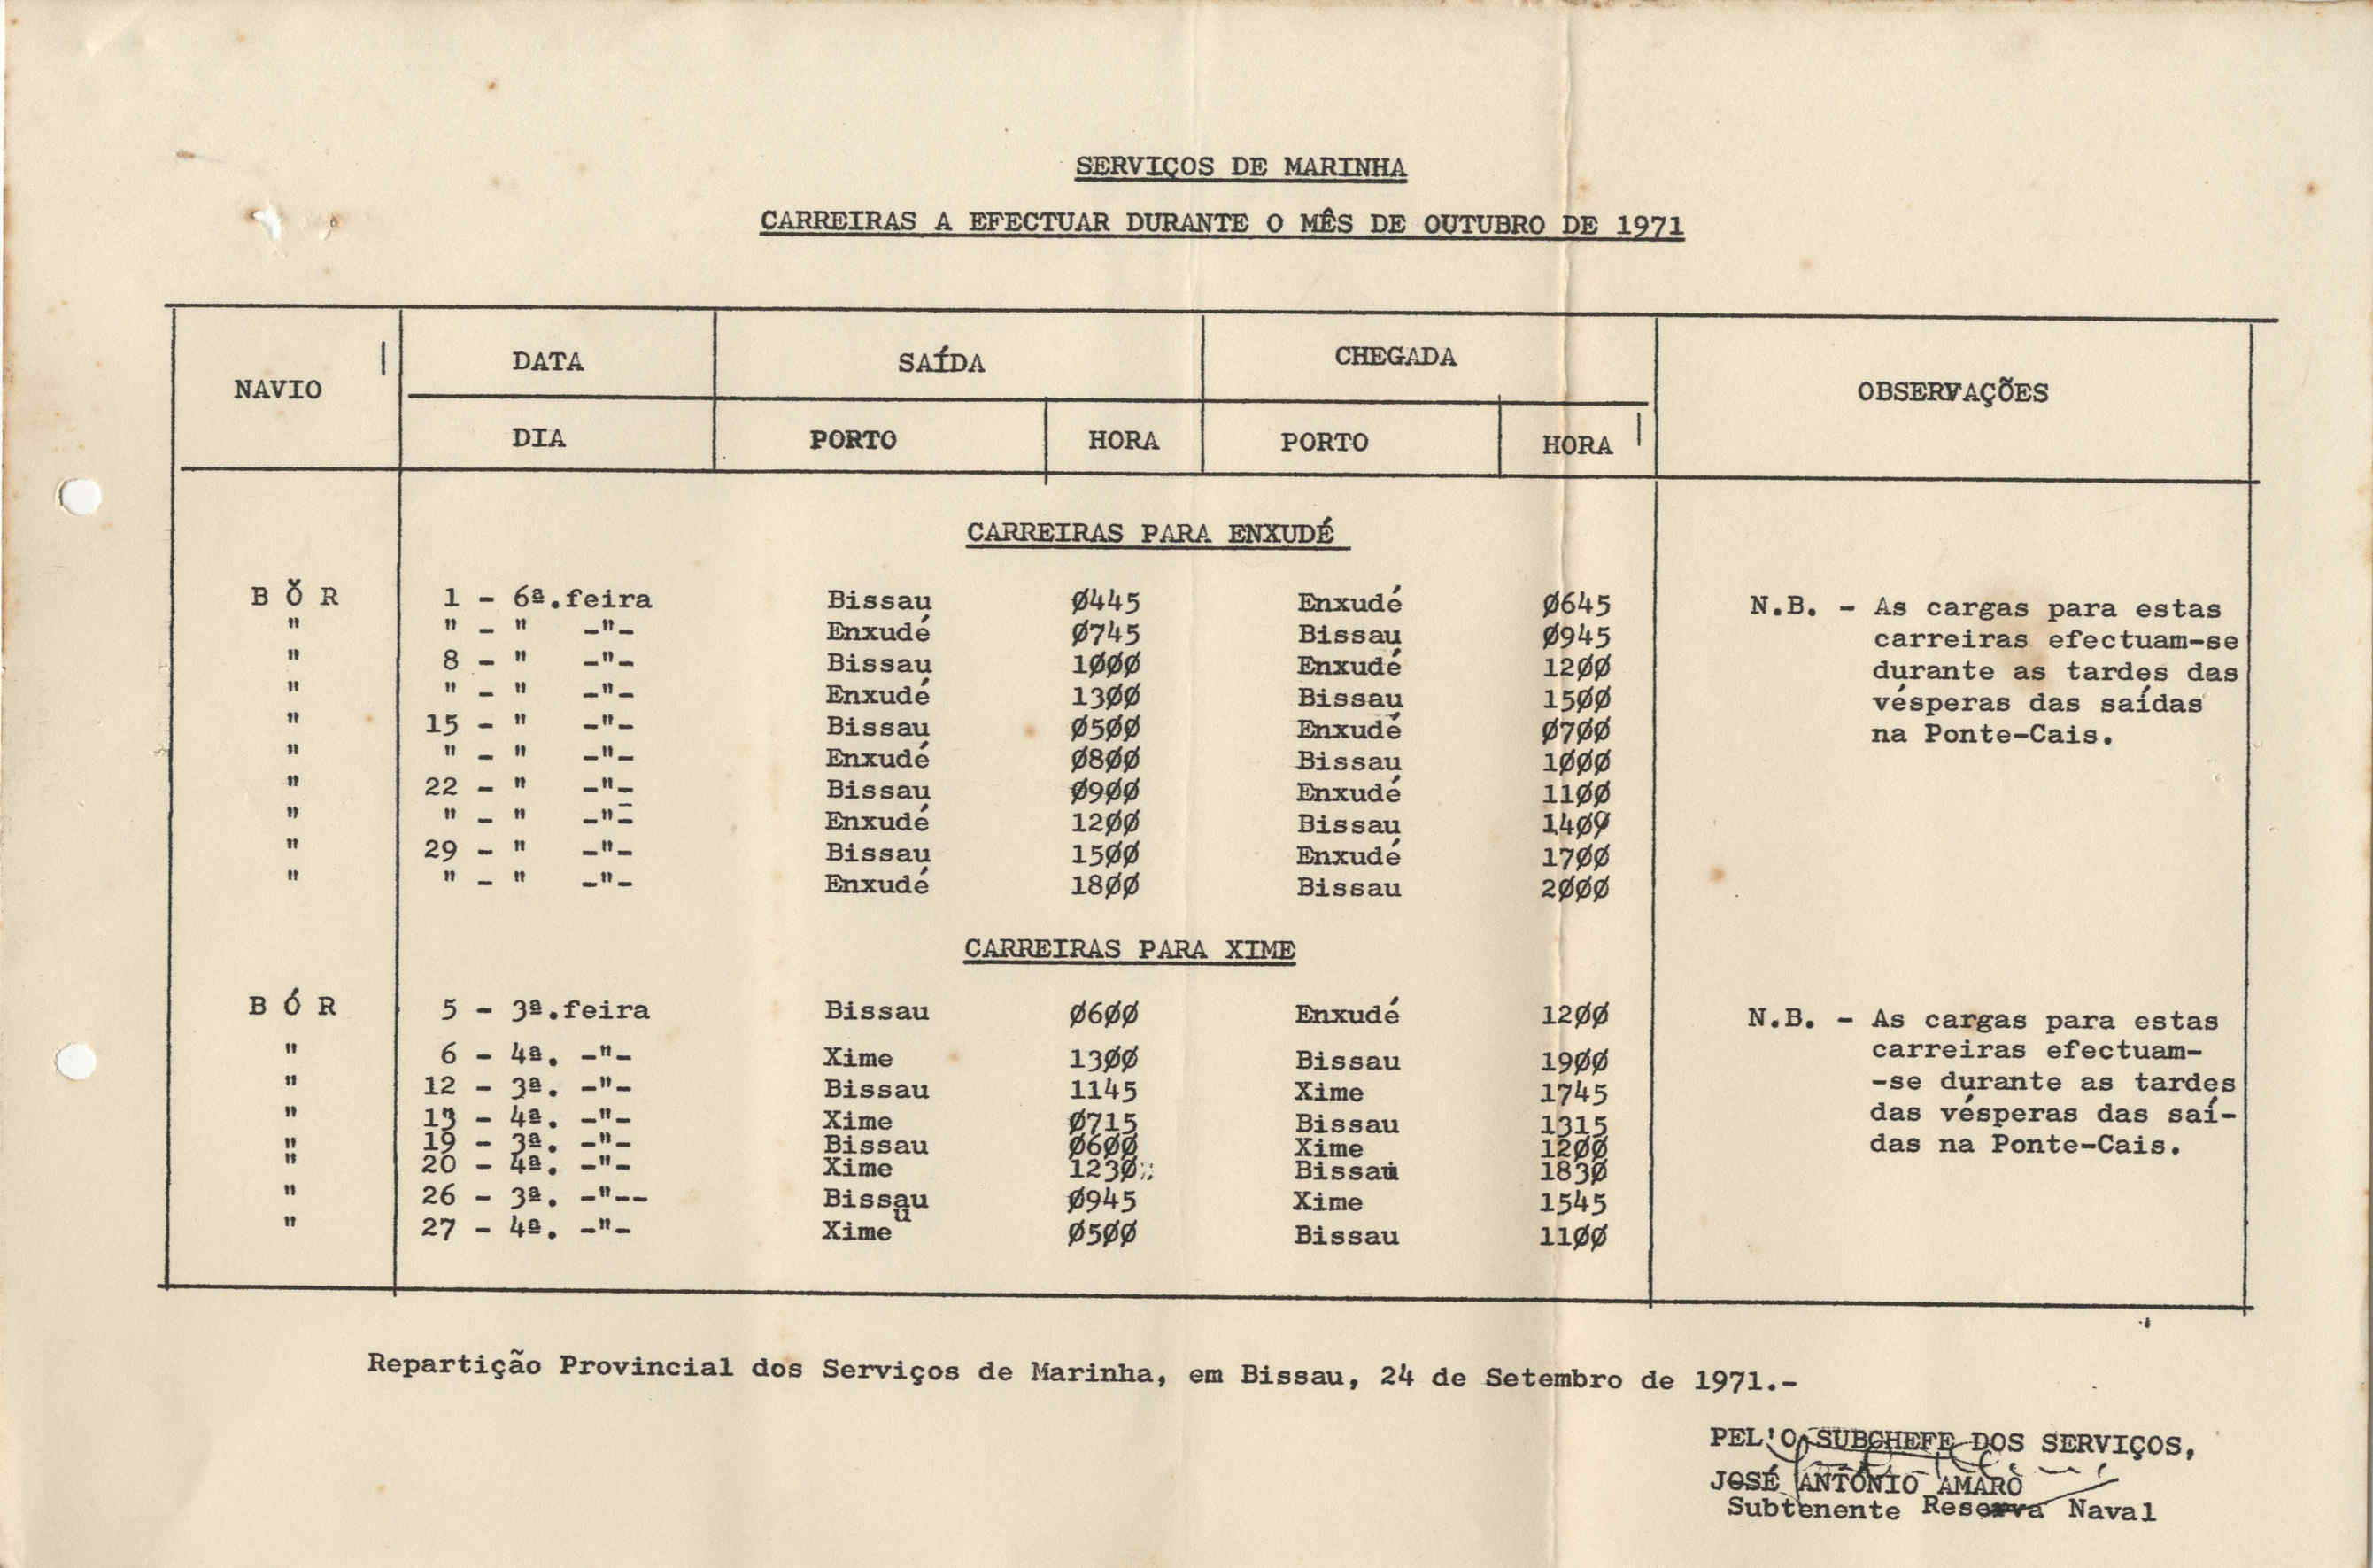 SERVIÇOS DE MARINHA
CARREIRAS A EFECTUAR DURANTE O MÊS DE OUTUBRO DE 1971
NAVIO DATA SAÍDA CHEGADA OBSERVAÇÕES
DIA PORTO HORA PORTO HORA
CARREIRAS PARA ENXUDÉ
B Ó R 1 - 6ª.feira Bissau Ø445 Enxudé Ø645 N.B. - As cargas para estas
" " - " -"- Enxudé Ø745 Bissau Ø945 carreiras efectuam-se
" 8 - " -"- Bissau 1ØØØ Enxudé 12ØØ durante as tardes das
" " - " -"- Enxudé 13ØØ Bissau 15ØØ vésperas das saídas
" 15 - " -"- Bissau Ø5ØØ Enxudé Ø7ØØ na Ponte-Cais.
" " - " -"- Enxudé Ø8ØØ Bissau 1ØØØ
" 22 - " -"- Bissau Ø9ØØ Enxudé 11ØØ
" " - " -"- Enxudé 12ØØ Bissau 14ØØ
" 29 - " -"- Bissau 15ØØ Enxudé 17ØØ
" " - " -"- Enxudé 18ØØ Bissau 2ØØØ
CARREIRAS PARA XIME
B Ó R 5 - 3ª.feira Bissau Ø6ØØ Enxudé 12ØØ N.B. - As cargas para estas
" 6 - 4ª. -"- Xime 13ØØ Bissau 19ØØ carreiras efectuam-
" 12 - 3ª. -"- Bissau 1145 Xime 1745 -se durante as tardes
" 13 - 4ª. -"- Xime Ø715 Bissau 1315 das vésperas das saí-
" 19 - 3ª. -"- Bissau Ø6ØØ Xime 12ØØ das na Ponte-Cais.
" 20 - 4ª. -"- Xime 123Ø Bissau 183Ø
" 26 - 3ª. -"-- Bissau Ø945 Xime 1545
" 27 - 4ª. -"- Xime Ø5ØØ Bissau 11ØØ
Repartição Provincial dos Serviços de Marinha, em Bissau, 24 de Setembro de 1971.-
PEL'O SUBCHEFE DOS SERVIÇOS,
JOSÉ ANTÓNIO AMARO
Subtenente Reserva Naval